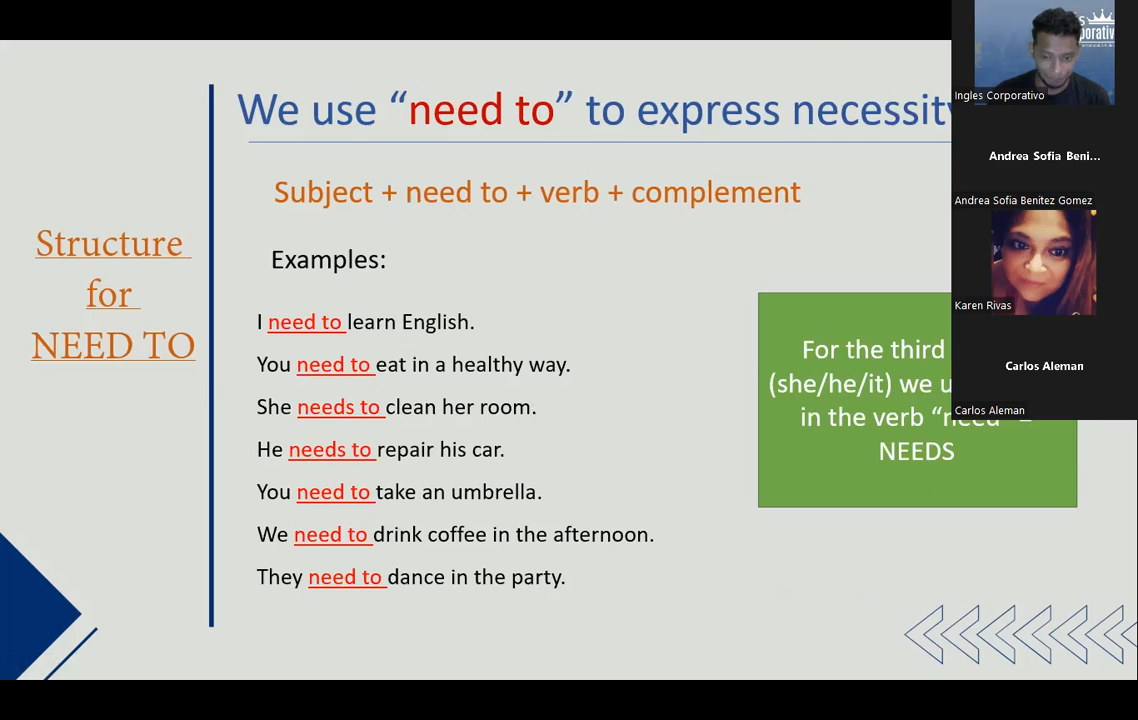 We use “need to” to express necessity
Subject + need to + verb + complement
Structure
for
NEED TO
Examples:
I need to learn English.
You need to eat in a healthy way.
She needs to clean her room.
He needs to repair his car.
You need to take an umbrella.
We need to drink coffee in the afternoon.
They need to dance in the party.
For the third
(she/he/it) we
in the verb “need” =
NEEDS
Ingles Corporativo
Andrea Sofia Beni...
Andrea Sofia Benitez Gomez
Karen Rivas
Carlos Aleman
Carlos Aleman